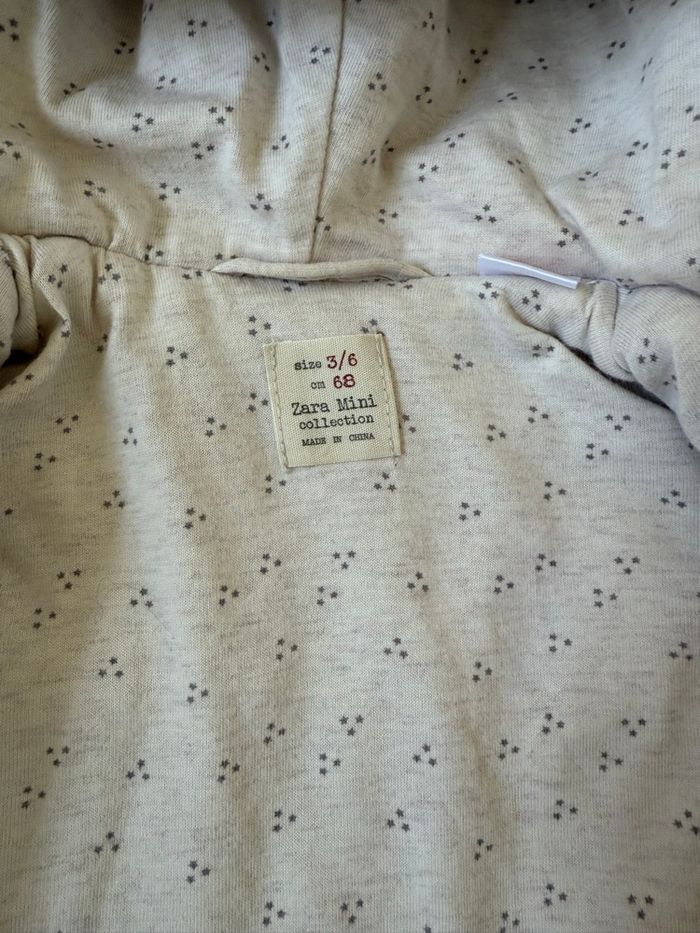 size 3/6
cm 68
Zara Mini
collection
MADE IN CHINA